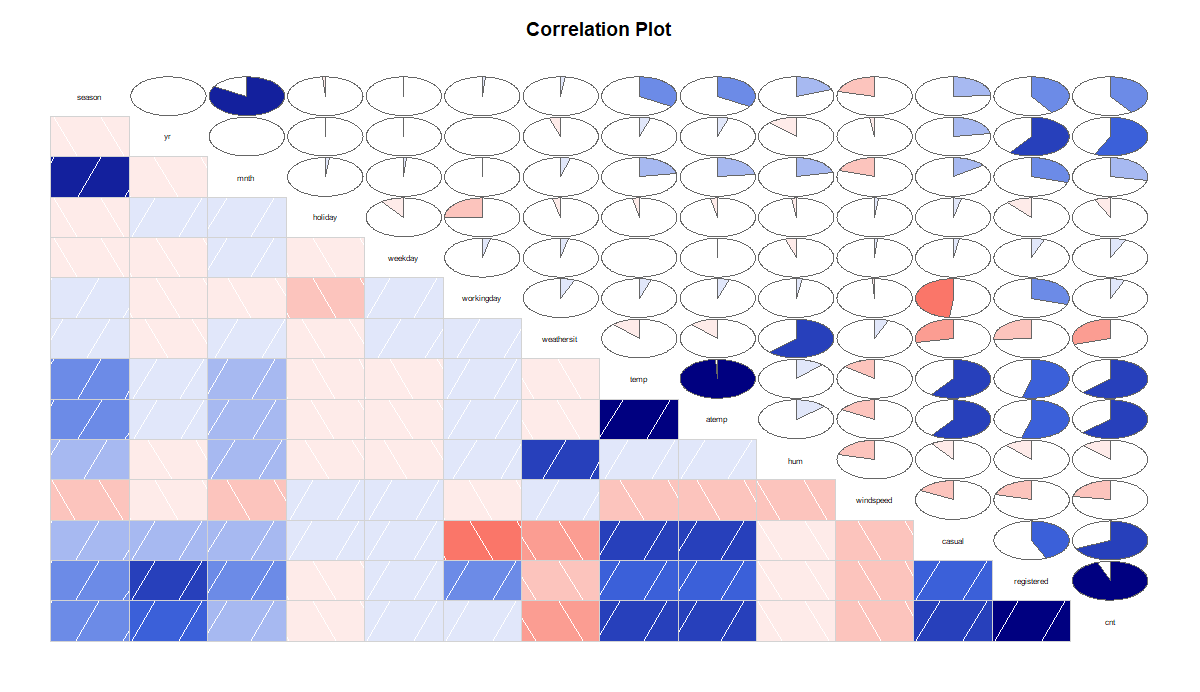 Correlation Plot
season
yr
mnth
holiday
weekday
workingday
weathersit
temp
atemp
hum
windspeed
casual
registered
cnt